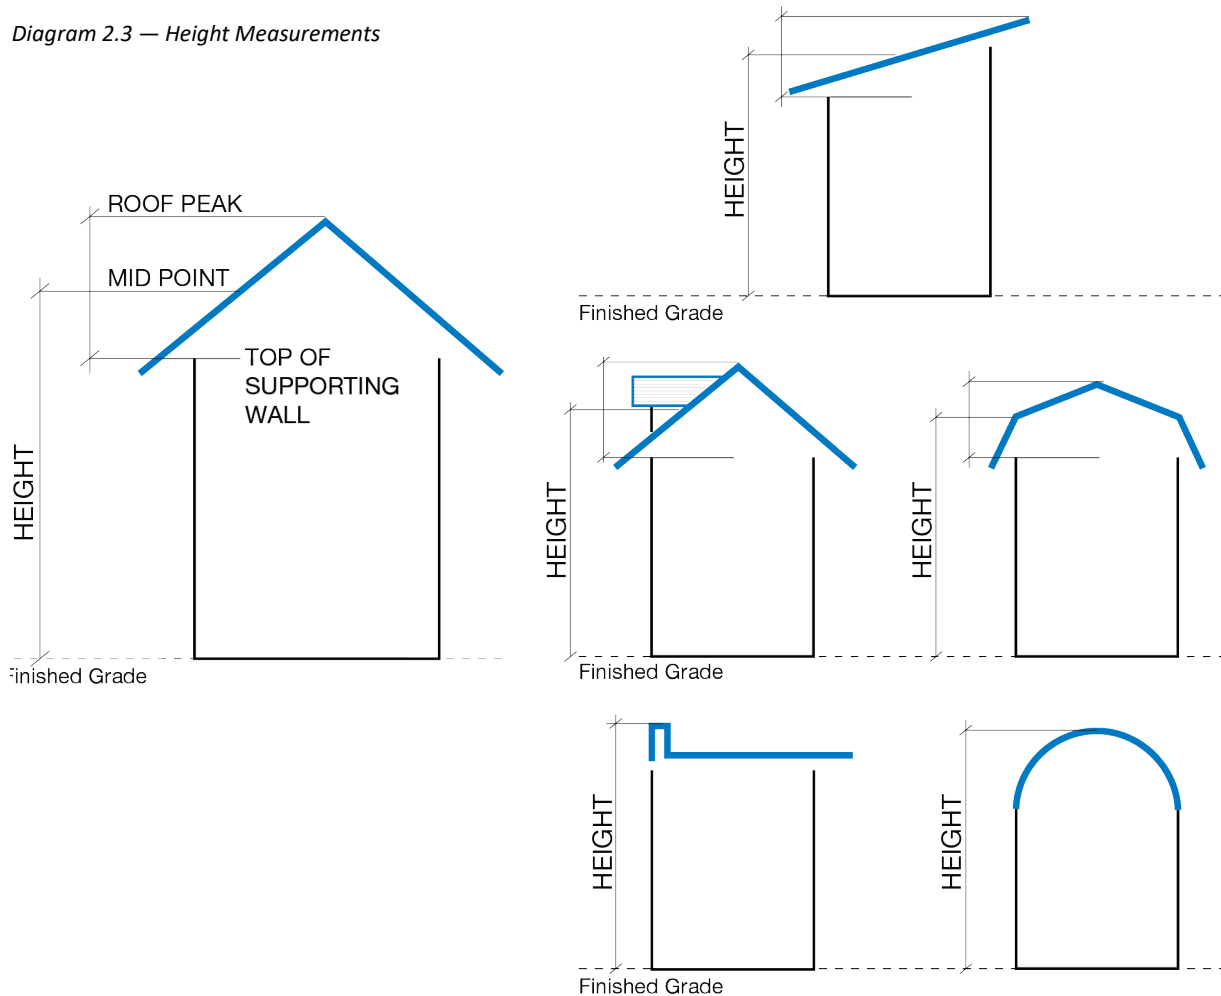 Diagram 2.3 — Height Measurements
HEIGHT
Finished Grade
ROOF PEAK
MID POINT
TOP OF
SUPPORTING
WALL
HEIGHT
Finished Grade
HEIGHT
Finished Grade
HEIGHT
HEIGHT
Finished Grade
HEIGHT